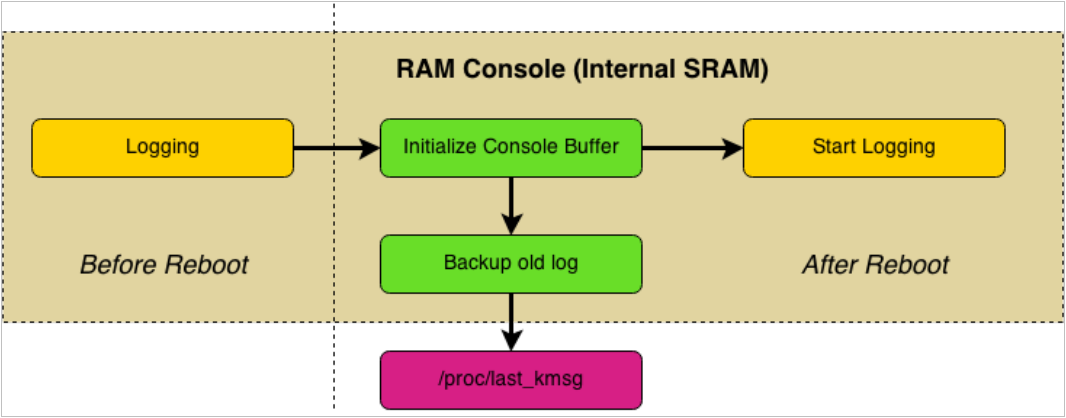 RAM Console (Internal SRAM)
Logging
Initialize Console Buffer
Start Logging
Before Reboot
Backup old log
After Reboot
/proc/last_kmsg